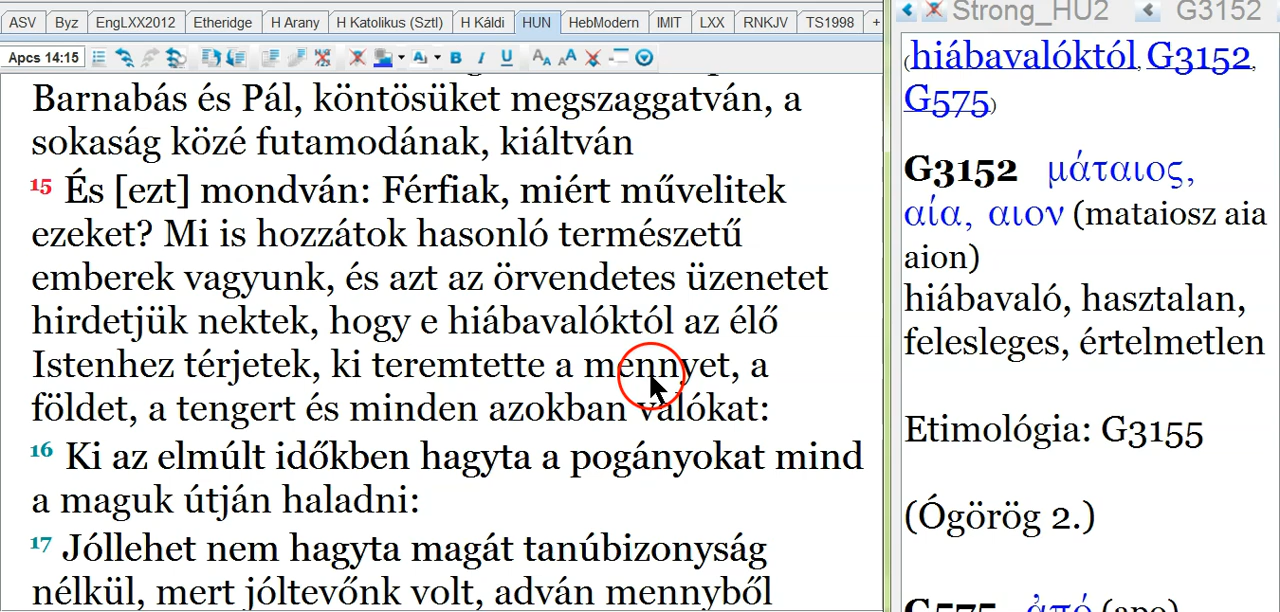 ASV Byz EngLXX2012 Etheridge H Arany H Katolikus (Sztl) H Káldi HUN HebModern IMIT LXX RNKJV TS1998 +
Apcs 14:15
Barnabás és Pál, köntösüket megszaggatván, a
sokaság közé futamodának, kiáltván
15 És [ezt] mondván: Férfiak, miért művelitek
ezeket? Mi is hozzátok hasonló természetű
emberek vagyunk, és azt az örvendetes üzenetet
hirdetjük nektek, hogy e hiábavalóktól az élő
Istenhez térjetek, ki teremtette a mennyet, a
földet, a tengert és minden azokban valókat:
16 Ki az elmúlt időkben hagyta a pogányokat mind
a maguk útján haladni:
17 Jóllehet nem hagyta magát tanúbizonyság
nélkül, mert jóltevőnk volt, adván mennyből
Strong_HU2 G3152
(hiábavalóktól, G3152,
G575)
G3152 μάταιος,
αία, αιον (mataiosz aia
aion)
hiábavaló, hasztalan,
felesleges, értelmetlen
Etimológia: G3155
(Ógörög 2.)
G575 ἀπό (apo)